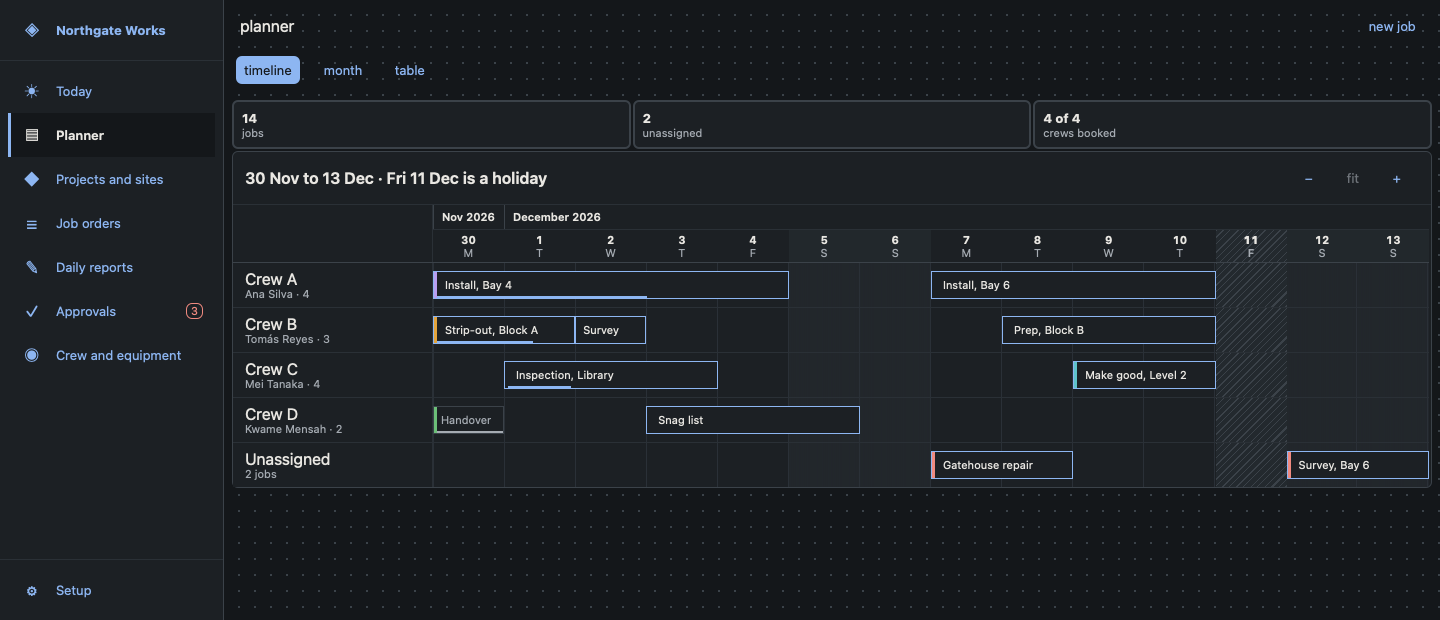 Northgate Works
Today
Planner
Projects and sites
Job orders
Daily reports
Approvals 3
Crew and equipment
Setup
planner
new job
timeline month table
14
jobs
2
unassigned
4 of 4
crews booked
30 Nov to 13 Dec · Fri 11 Dec is a holiday
− fit +
Nov 2026 December 2026
30 1 2 3 4 5 6 7 8 9 10 11 12 13
M T W T F S S M T W T F S S
Crew A
Ana Silva · 4
Install, Bay 4
Install, Bay 6
Crew B
Tomás Reyes · 3
Strip-out, Block A
Survey
Prep, Block B
Crew C
Mei Tanaka · 4
Inspection, Library
Make good, Level 2
Crew D
Kwame Mensah · 2
Handover
Snag list
Unassigned
2 jobs
Gatehouse repair
Survey, Bay 6